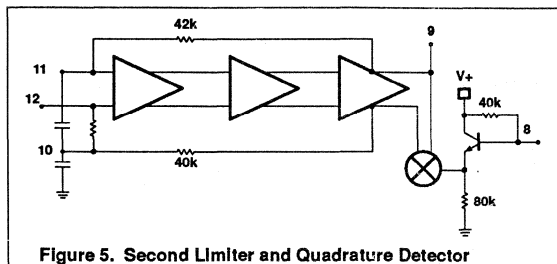 42k
9
11
V+
12
40k
8
10
40k
80k
Figure 5. Second Limiter and Quadrature Detector